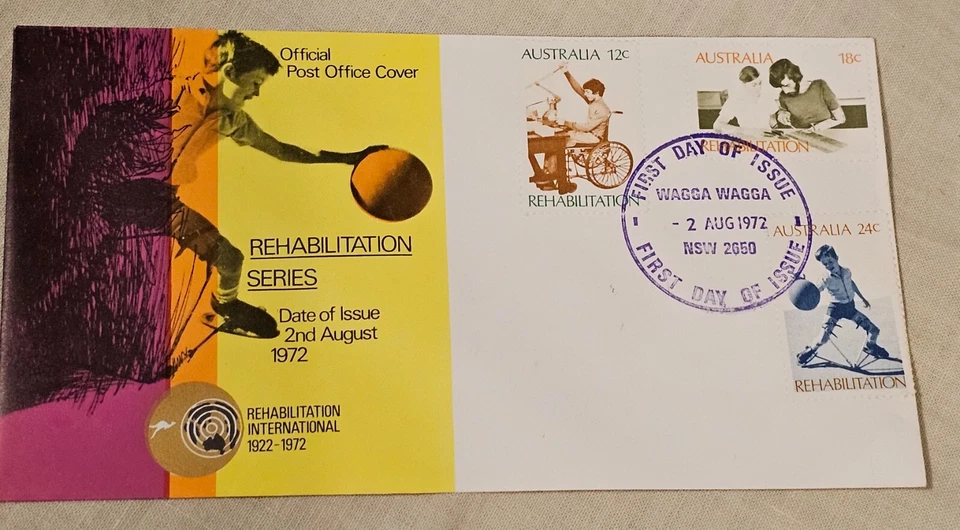 Official
Post Office Cover
REHABILITATION
SERIES
Date of Issue
2nd August
1972
REHABILITATION
INTERNATIONAL
1922-1972
AUSTRALIA 12c
REHABILITATION
AUSTRALIA 18c
REHABILITATION
FIRST DAY OF ISSUE
WAGGA WAGGA
- 2 AUG 1972
NSW 2650
FIRST DAY OF ISSUE
AUSTRALIA 24c
REHABILITATION